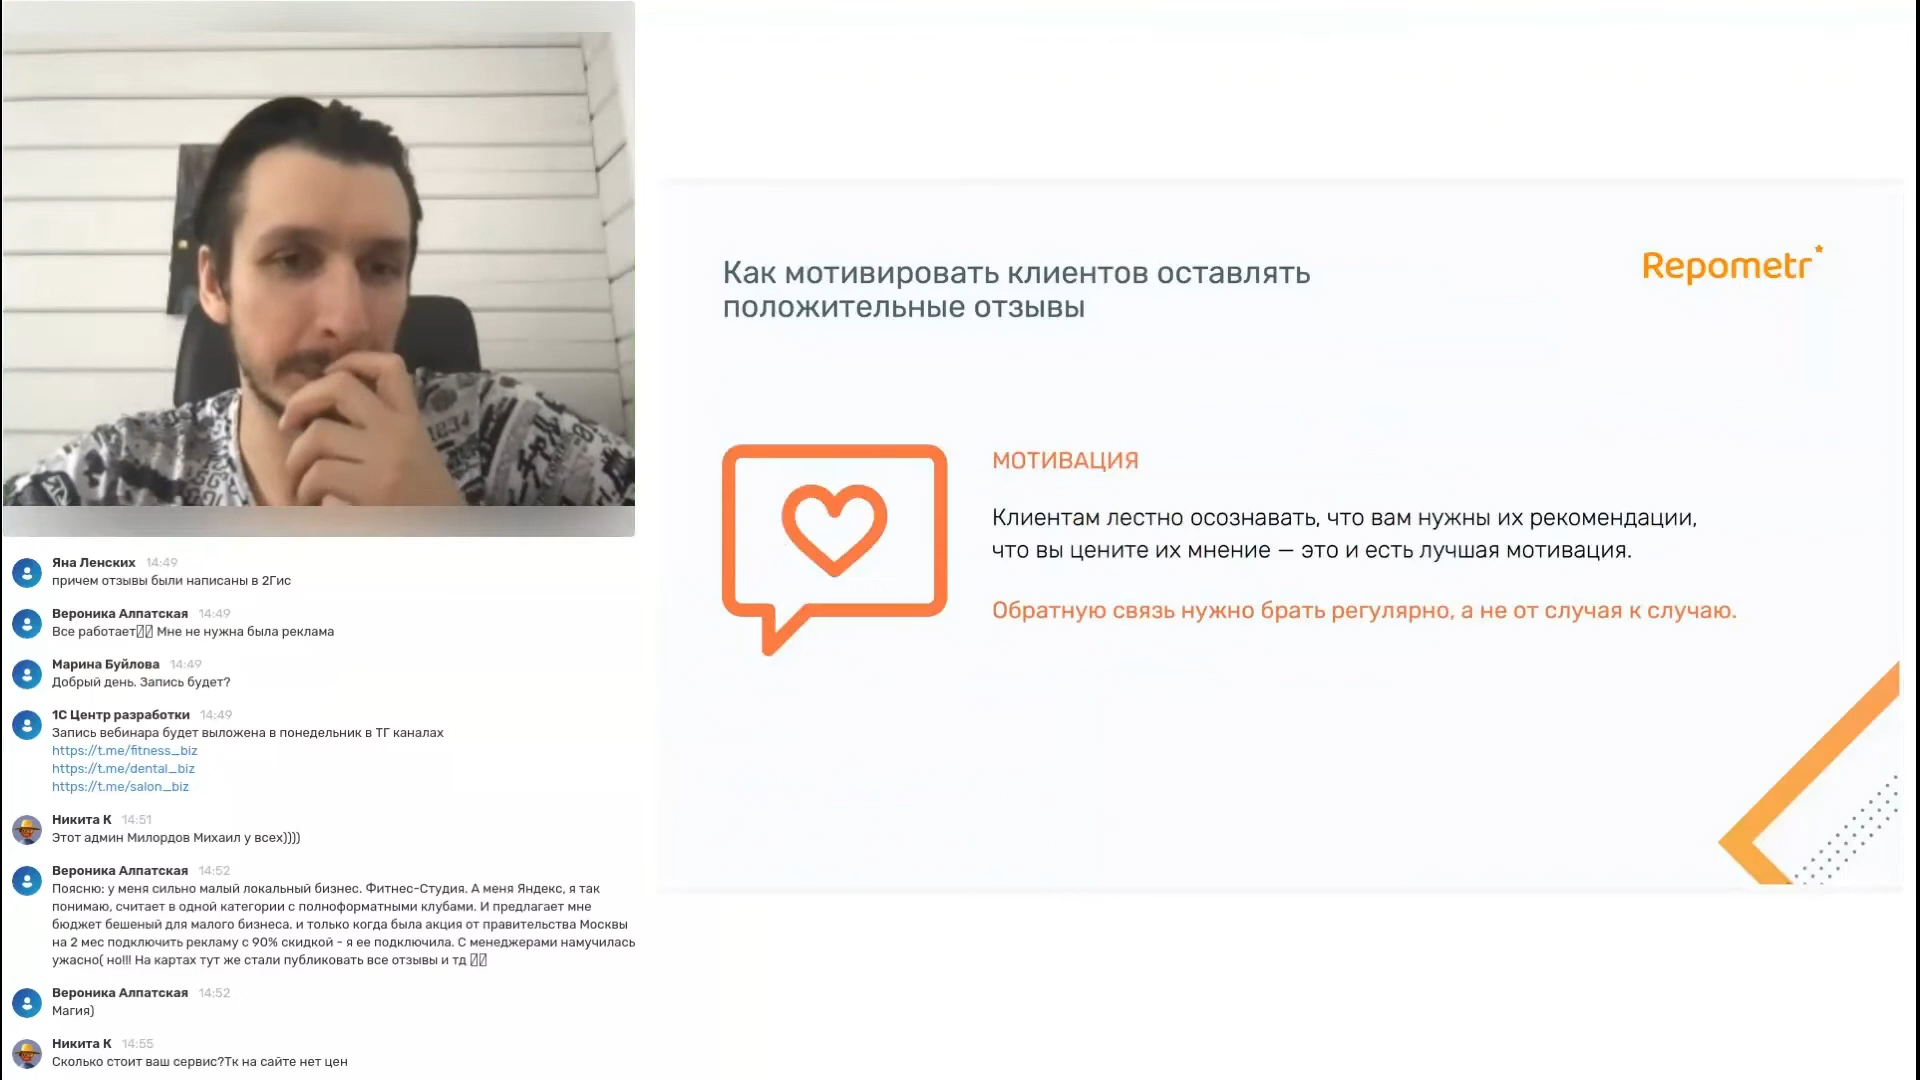 Яна Ленских 14:49
причем отзывы были написаны в 2Гис
Вероника Алпатская 14:49
Все работает Мне не нужна была реклама
Марина Буйлова 14:49
Добрый день. Запись будет?
1С Центр разработки 14:49
Запись вебинара будет выложена в понедельник в ТГ каналах
https://t.me/fitness_biz
https://t.me/dental_biz
https://t.me/salon_biz
Никита К 14:51
Этот админ Милордов Михаил у всех))))
Вероника Алпатская 14:52
Поясню: у меня сильно малый локальный бизнес. Фитнес-Студия. А меня Яндекс, я так
понимаю, считает в одной категории с полноформатными клубами. И предлагает мне
бюджет бешеный для малого бизнеса. и только когда была акция от правительства Москвы
на 2 мес подключить рекламу с 90% скидкой - я ее подключила. С менеджерами намучилась
ужасно( но!!! На картах тут же стали публиковать все отзывы и тд
Вероника Алпатская 14:52
Магия)
Никита К 14:55
Сколько стоит ваш сервис?Тк на сайте нет цен
Как мотивировать клиентов оставлять
положительные отзывы
Repometr
МОТИВАЦИЯ
Клиентам лестно осознавать, что вам нужны их рекомендации,
что вы цените их мнение — это и есть лучшая мотивация.
Обратную связь нужно брать регулярно, а не от случая к случаю.